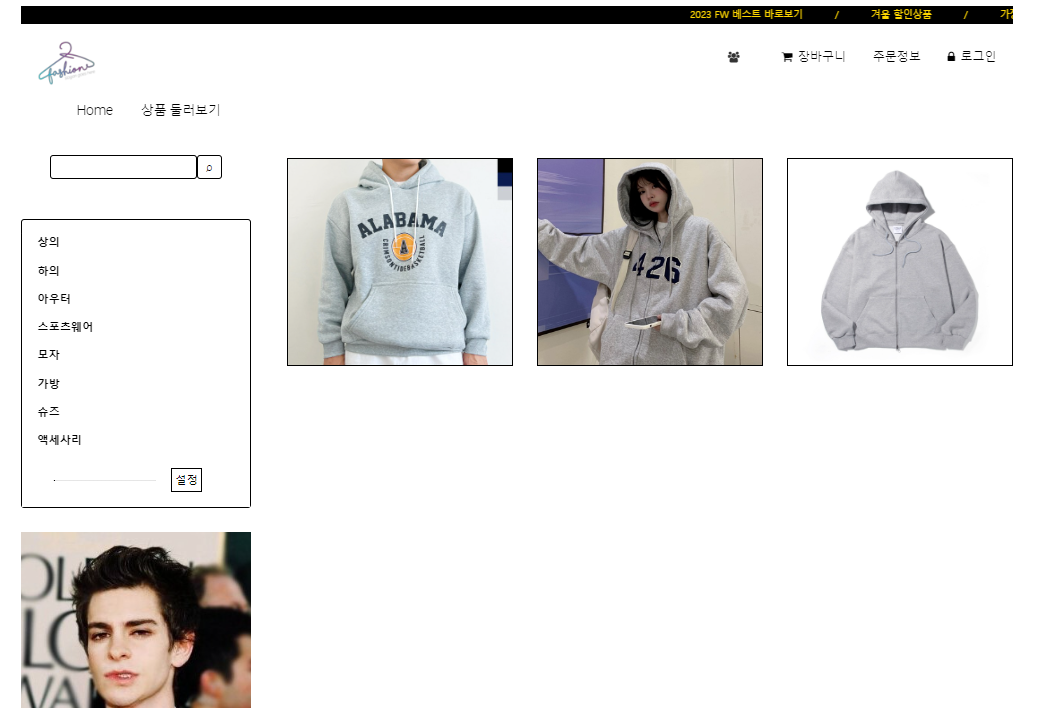 2023 FW 베스트 바로보기 / 겨울 할인상품 /
fashion
장바구니 주문정보 로그인
Home 상품 둘러보기
상의
하의
아우터
스포츠웨어
모자
가방
슈즈
액세사리
설정
ALABAMA
A
CRIMSON TIDE BASKETBALL
426